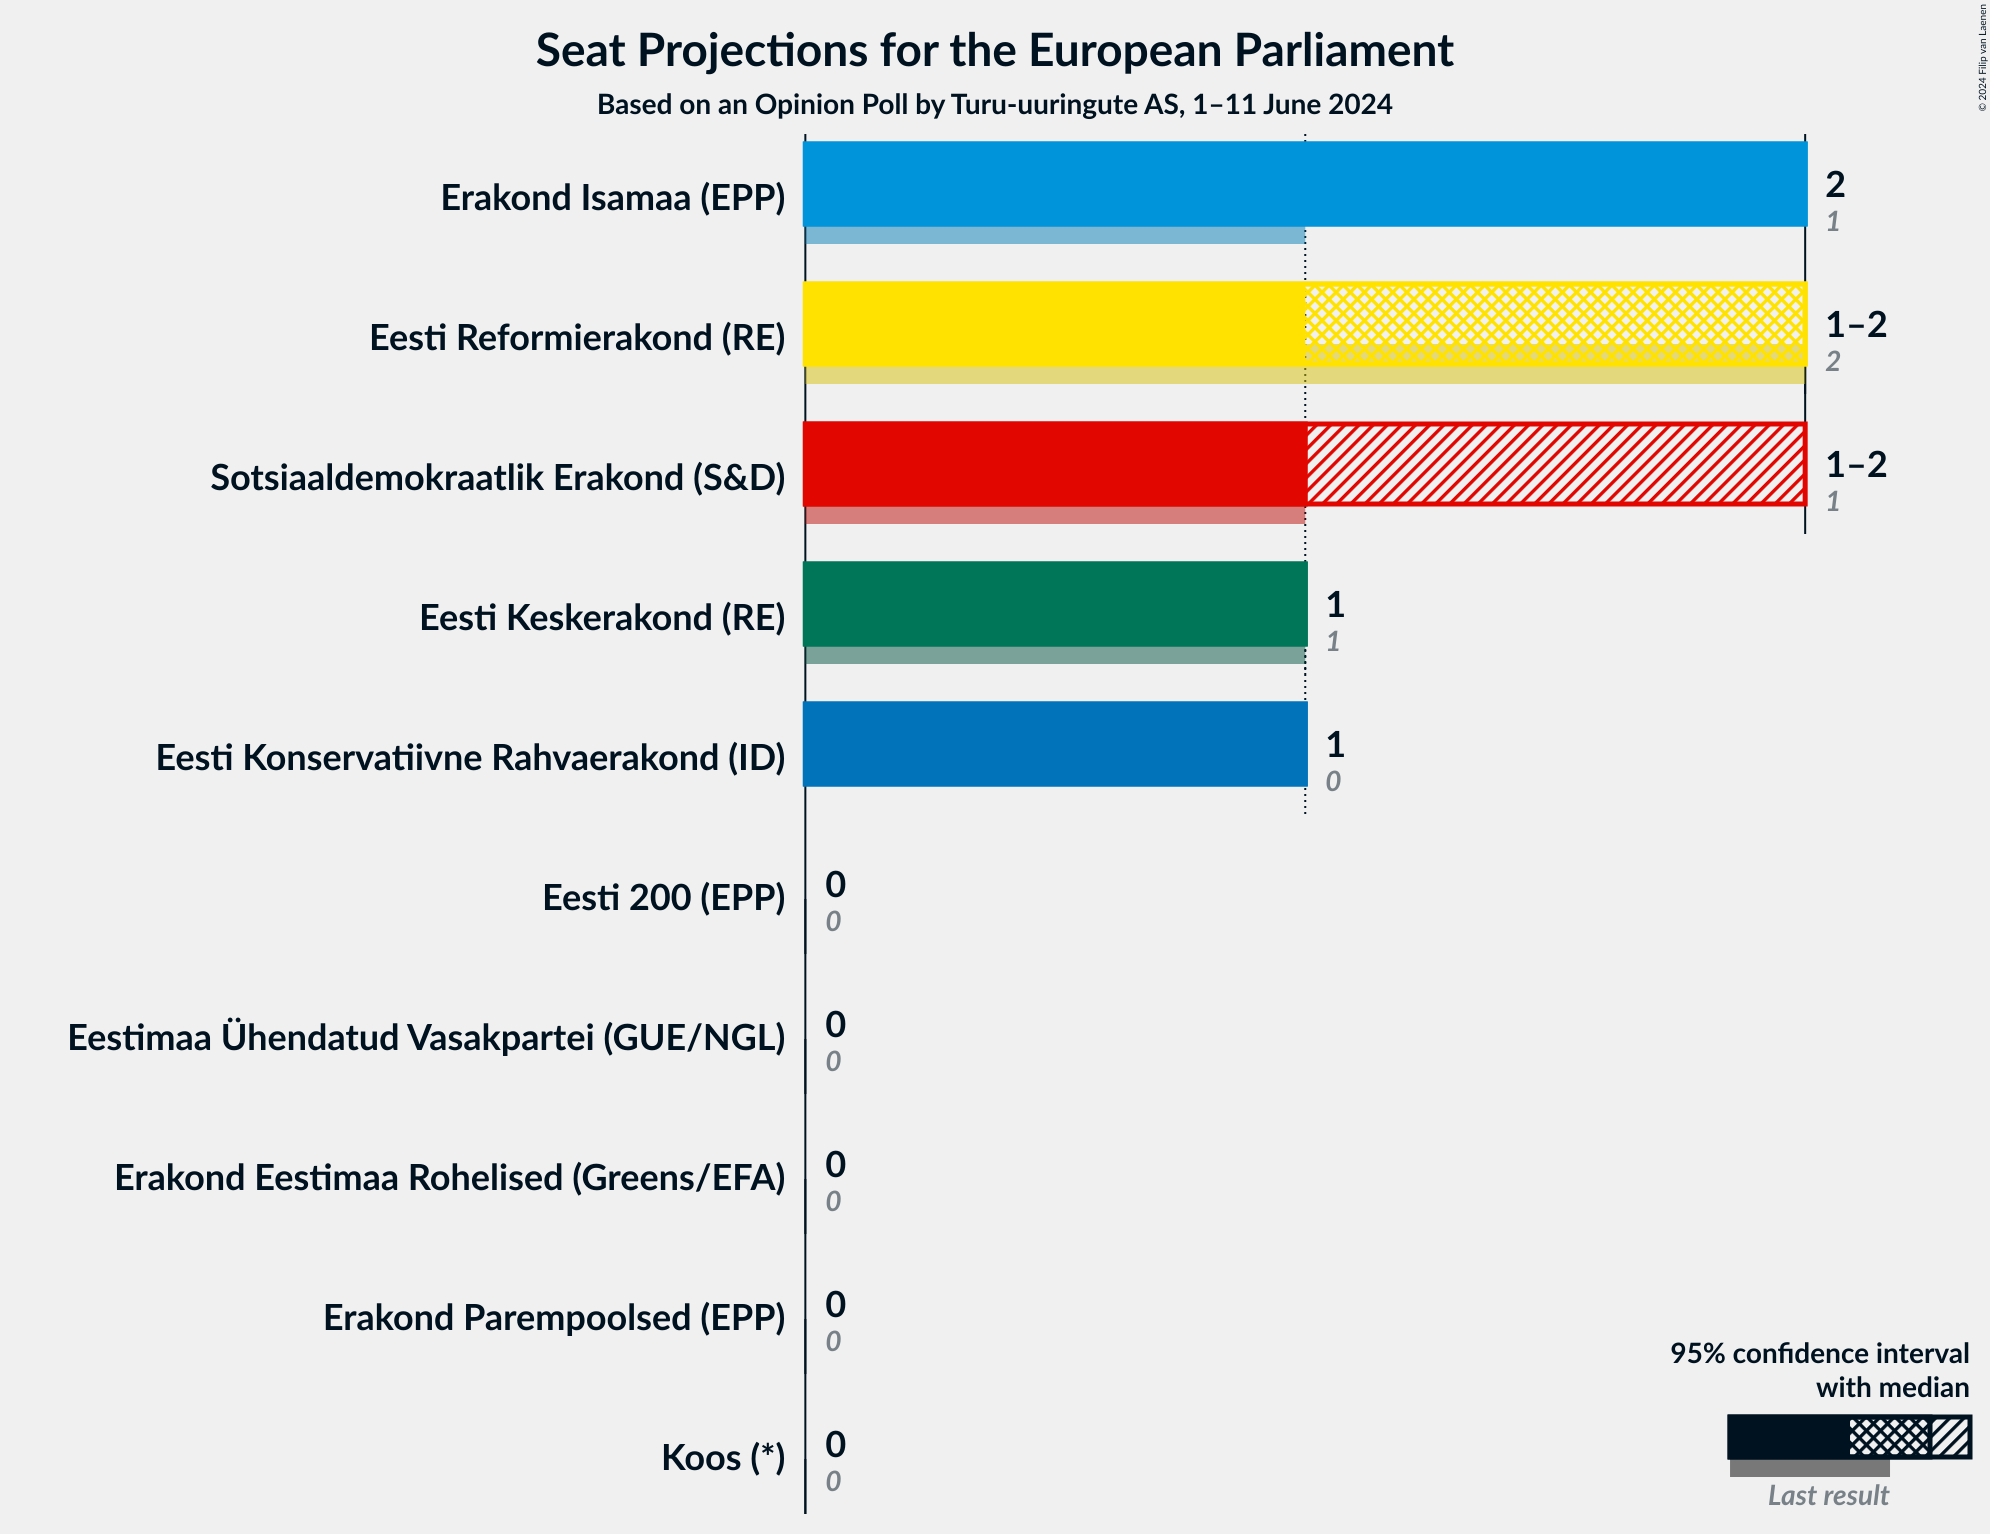 Seat Projections for the European Parliament
Based on an Opinion Poll by Turu-uuringute AS, 1–11 June 2024
© 2024 Filip van Laenen
Erakond Isamaa (EPP)
2
1
Eesti Reformierakond (RE)
1–2
2
Sotsiaaldemokraatlik Erakond (S&D)
1–2
1
Eesti Keskerakond (RE)
1
1
Eesti Konservatiivne Rahvaerakond (ID)
1
0
Eesti 200 (EPP)
0
0
Eestimaa Ühendatud Vasakpartei (GUE/NGL)
0
0
Erakond Eestimaa Rohelised (Greens/EFA)
0
0
Erakond Parempoolsed (EPP)
0
0
Koos (*)
0
0
95% confidence interval
with median
Last result